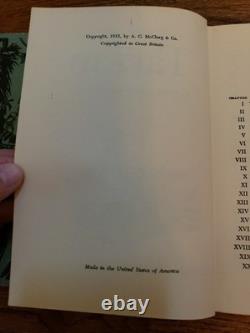 Copyright, by A. C. McClurg & Co.
Copyrighted in Great Britain
Made in the United States of America
CHAPTER
I
II
III
IV
V
VI
VII
VIII
IX
X
XI
XII
XIII
XIV
XV
XVI
XVII
XVIII
XIX
XX
© ebay